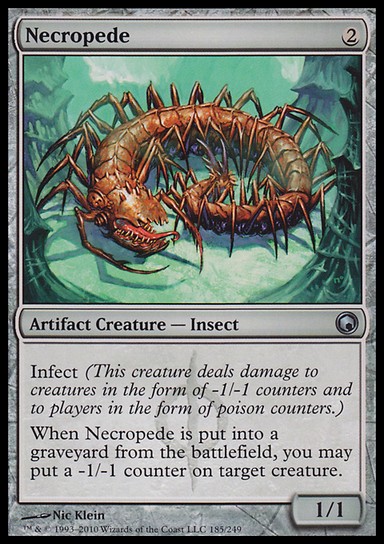 Necropede 2
Artifact Creature — Insect
Infect (This creature deals damage to
creatures in the form of -1/-1 counters and
to players in the form of poison counters.)
When Necropede is put into a
graveyard from the battlefield, you may
put a -1/-1 counter on target creature.
Nic Klein
1/1
™ & © 1993–2010 Wizards of the Coast LLC 185/249